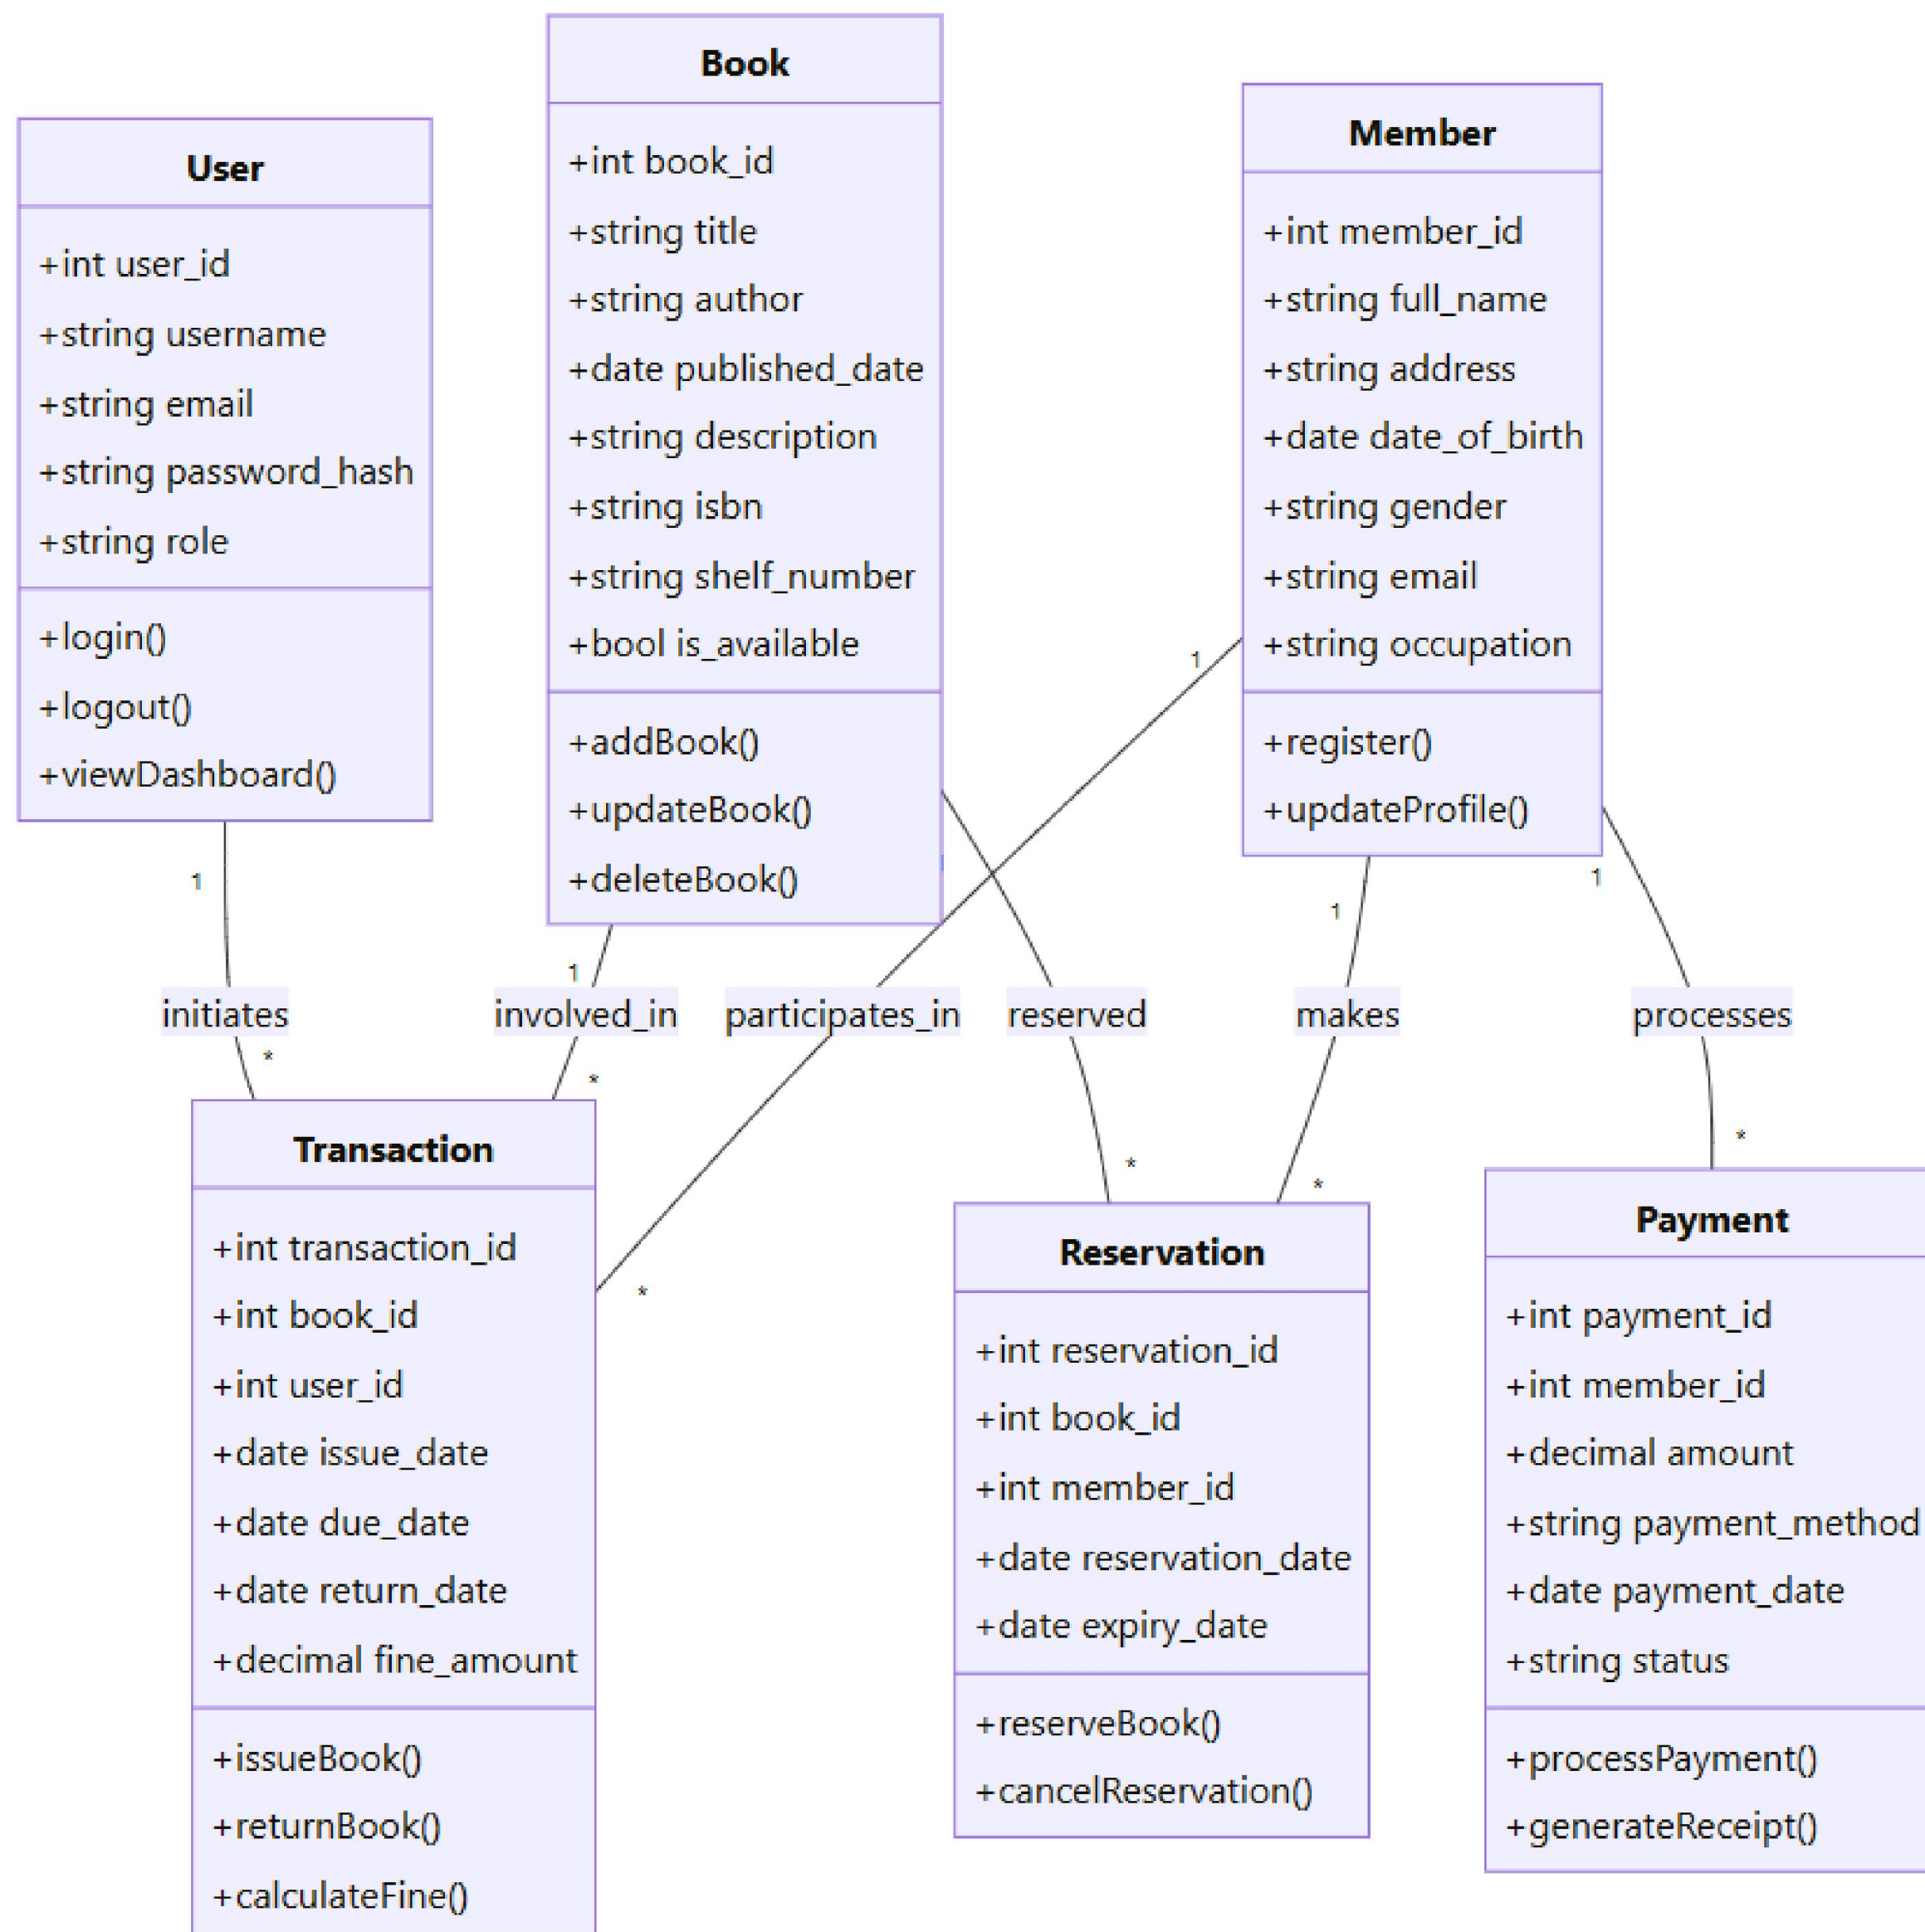 User
+int user_id
+string username
+string email
+string password_hash
+string role
+login()
+logout()
+viewDashboard()
Book
+int book_id
+string title
+string author
+date published_date
+string description
+string isbn
+string shelf_number
+bool is_available
+addBook()
+updateBook()
+deleteBook()
Member
+int member_id
+string full_name
+string address
+date date_of_birth
+string gender
+string email
+string occupation
+register()
+updateProfile()
1
initiates
*
1
involved_in
*
1
participates_in
*
reserved
*
1
makes
*
1
processes
*
Transaction
+int transaction_id
+int book_id
+int user_id
+date issue_date
+date due_date
+date return_date
+decimal fine_amount
+issueBook()
+returnBook()
+calculateFine()
Reservation
+int reservation_id
+int book_id
+int member_id
+date reservation_date
+date expiry_date
+reserveBook()
+cancelReservation()
Payment
+int payment_id
+int member_id
+decimal amount
+string payment_method
+date payment_date
+string status
+processPayment()
+generateReceipt()